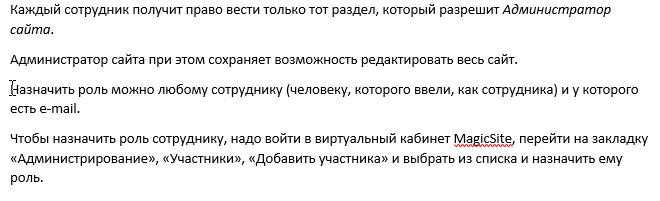 Каждый сотрудник получит право вести только тот раздел, который разрешит Администратор
сайта.
Администратор сайта при этом сохраняет возможность редактировать весь сайт.
Назначить роль можно любому сотруднику (человеку, которого ввели, как сотрудника) и у которого
есть e-mail.
Чтобы назначить роль сотруднику, надо войти в виртуальный кабинет MagicSite, перейти на закладку
«Администрирование», «Участники», «Добавить участника» и выбрать из списка и назначить ему
роль.